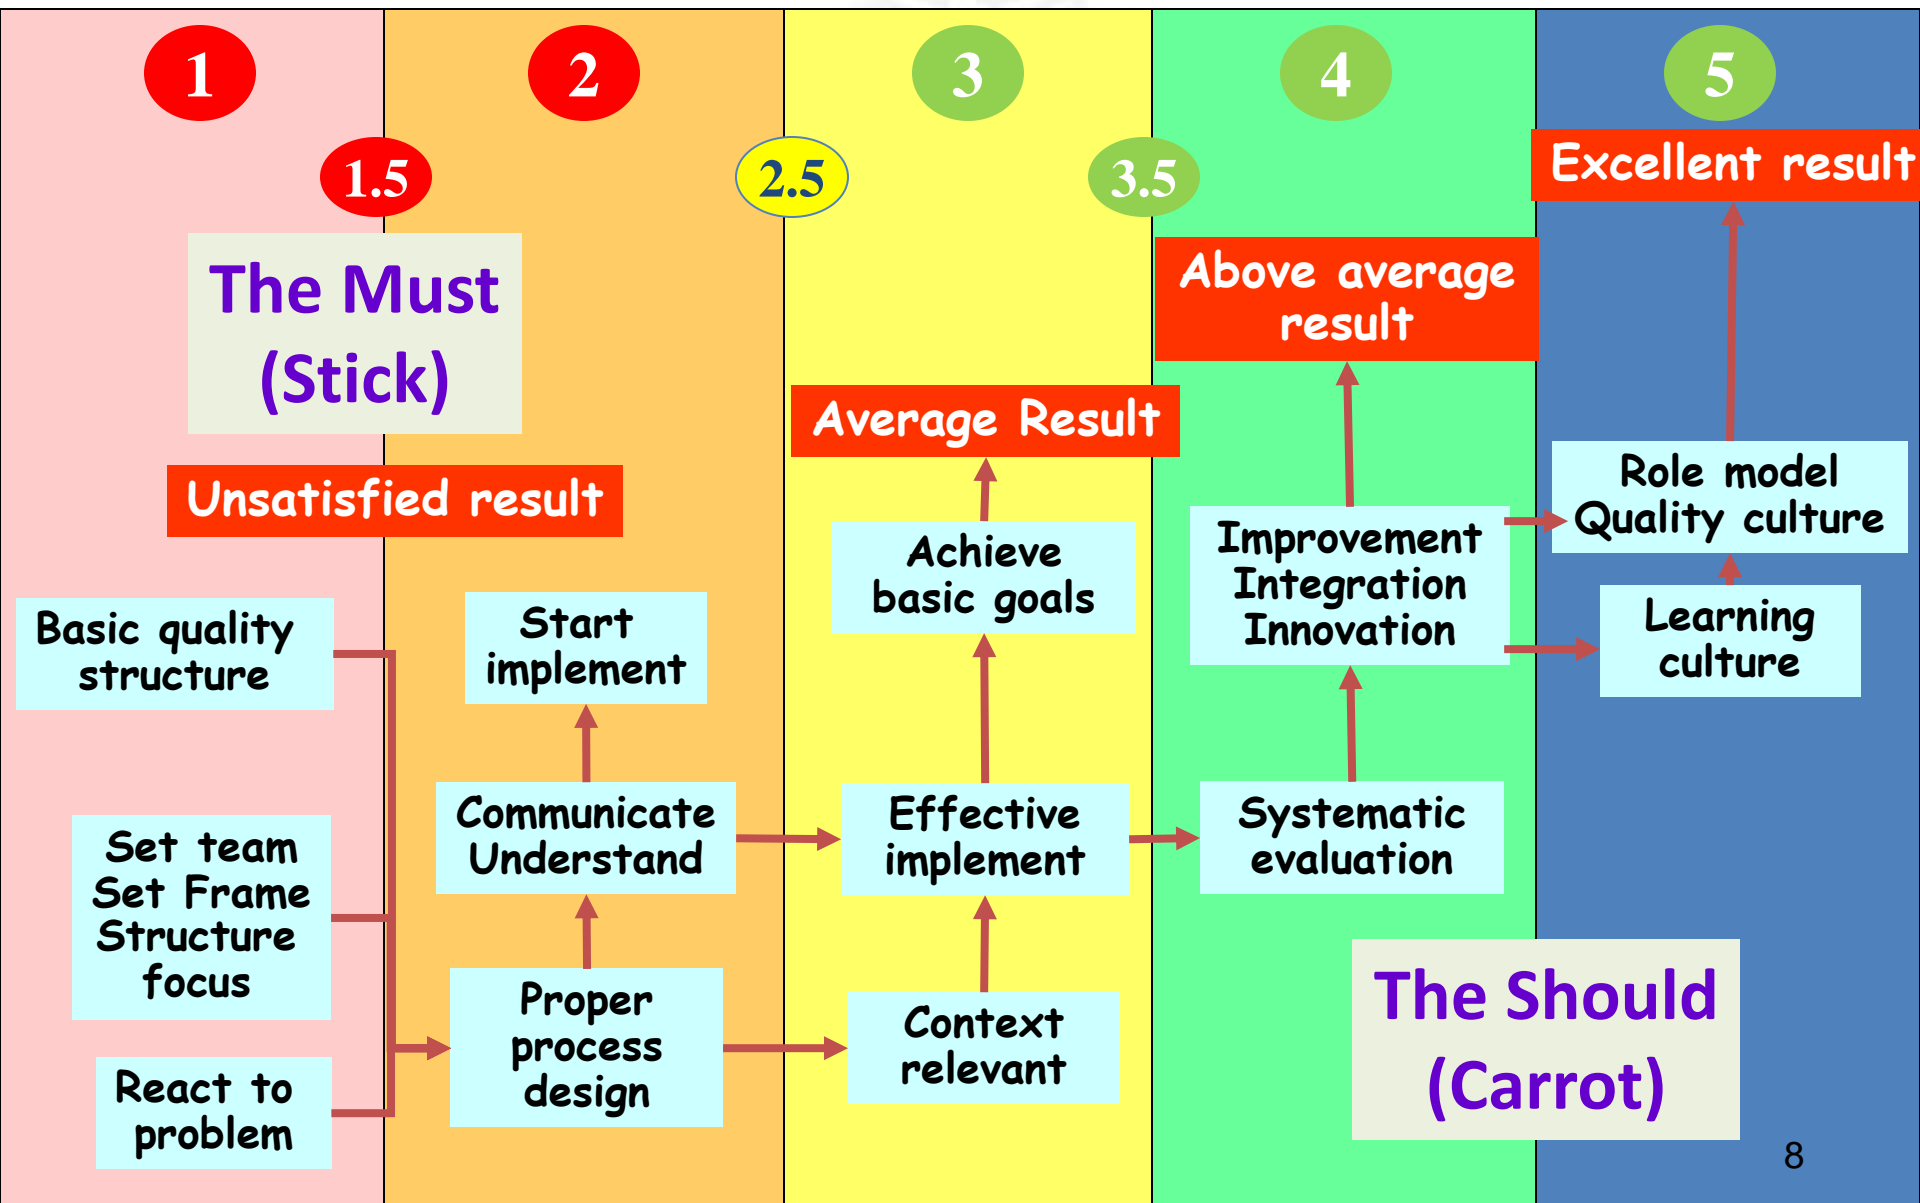 1
2
3
4
5
1.5
2.5
3.5
Excellent result
The Must
(Stick)
Above average
result
Average Result
Unsatisfied result
Role model
Quality culture
Improvement
Integration
Innovation
Achieve
basic goals
Basic quality
structure
Start
implement
Learning
culture
Communicate
Understand
Effective
implement
Systematic
evaluation
Set team
Set Frame
Structure
focus
Proper
process
design
Context
relevant
The Should
(Carrot)
React to
problem
8